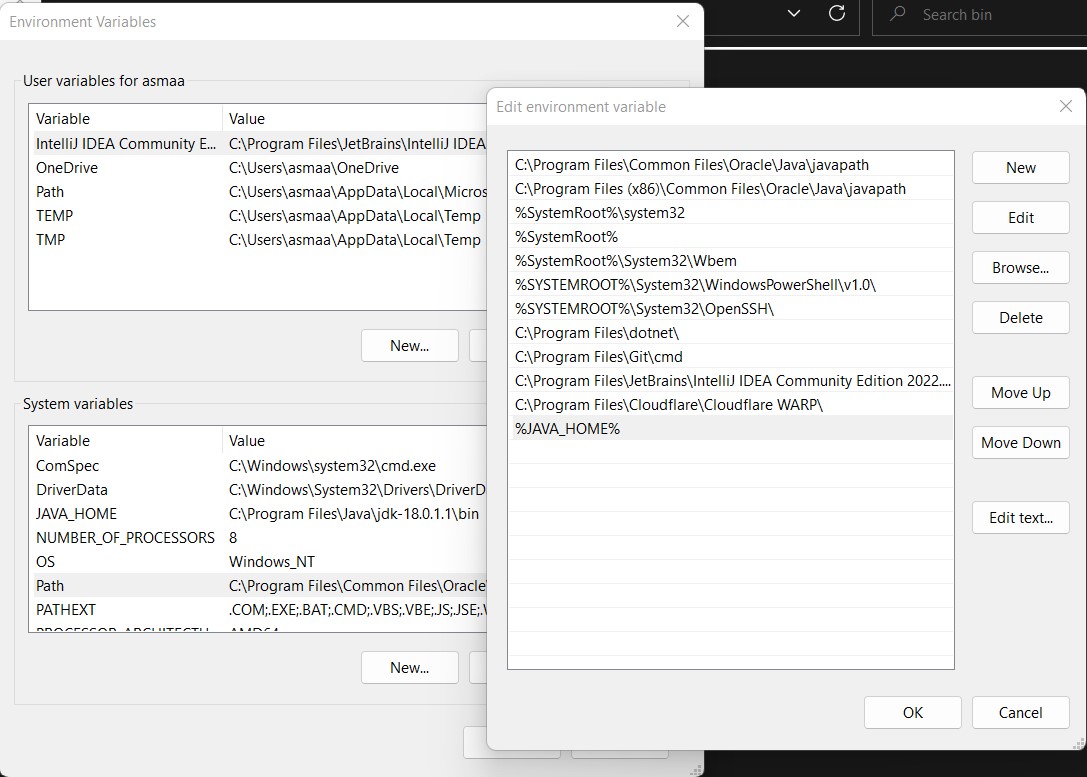 Environment Variables
Search bin
User variables for asmaa
Variable Value
IntelliJ IDEA Community E... C:\Program Files\JetBrains\IntelliJ IDEA
OneDrive C:\Users\asmaa\OneDrive
Path C:\Users\asmaa\AppData\Local\Micros
TEMP C:\Users\asmaa\AppData\Local\Temp
TMP C:\Users\asmaa\AppData\Local\Temp
New...
System variables
Variable Value
ComSpec C:\Windows\system32\cmd.exe
DriverData C:\Windows\System32\Drivers\DriverD
JAVA_HOME C:\Program Files\Java\jdk-18.0.1.1\bin
NUMBER_OF_PROCESSORS 8
OS Windows_NT
Path C:\Program Files\Common Files\Oracle
PATHEXT .COM;.EXE;.BAT;.CMD;.VBS;.VBE;.JS;.JSE;.
PROCESSOR_ARCHITECTU AMD64
New...
Edit environment variable
C:\Program Files\Common Files\Oracle\Java\javapath
C:\Program Files (x86)\Common Files\Oracle\Java\javapath
%SystemRoot%\system32
%SystemRoot%
%SystemRoot%\System32\Wbem
%SYSTEMROOT%\System32\WindowsPowerShell\v1.0\
%SYSTEMROOT%\System32\OpenSSH\
C:\Program Files\dotnet\
C:\Program Files\Git\cmd
C:\Program Files\JetBrains\IntelliJ IDEA Community Edition 2022....
C:\Program Files\Cloudflare\Cloudflare WARP\
%JAVA_HOME%
New
Edit
Browse...
Delete
Move Up
Move Down
Edit text...
OK
Cancel